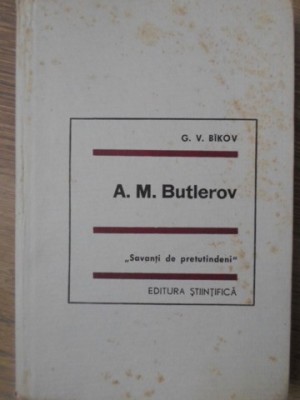 G. V. BÎKOV
A. M. Butlerov
„Savanți de pretutindeni"
EDITURA ȘTIINȚIFICĂ